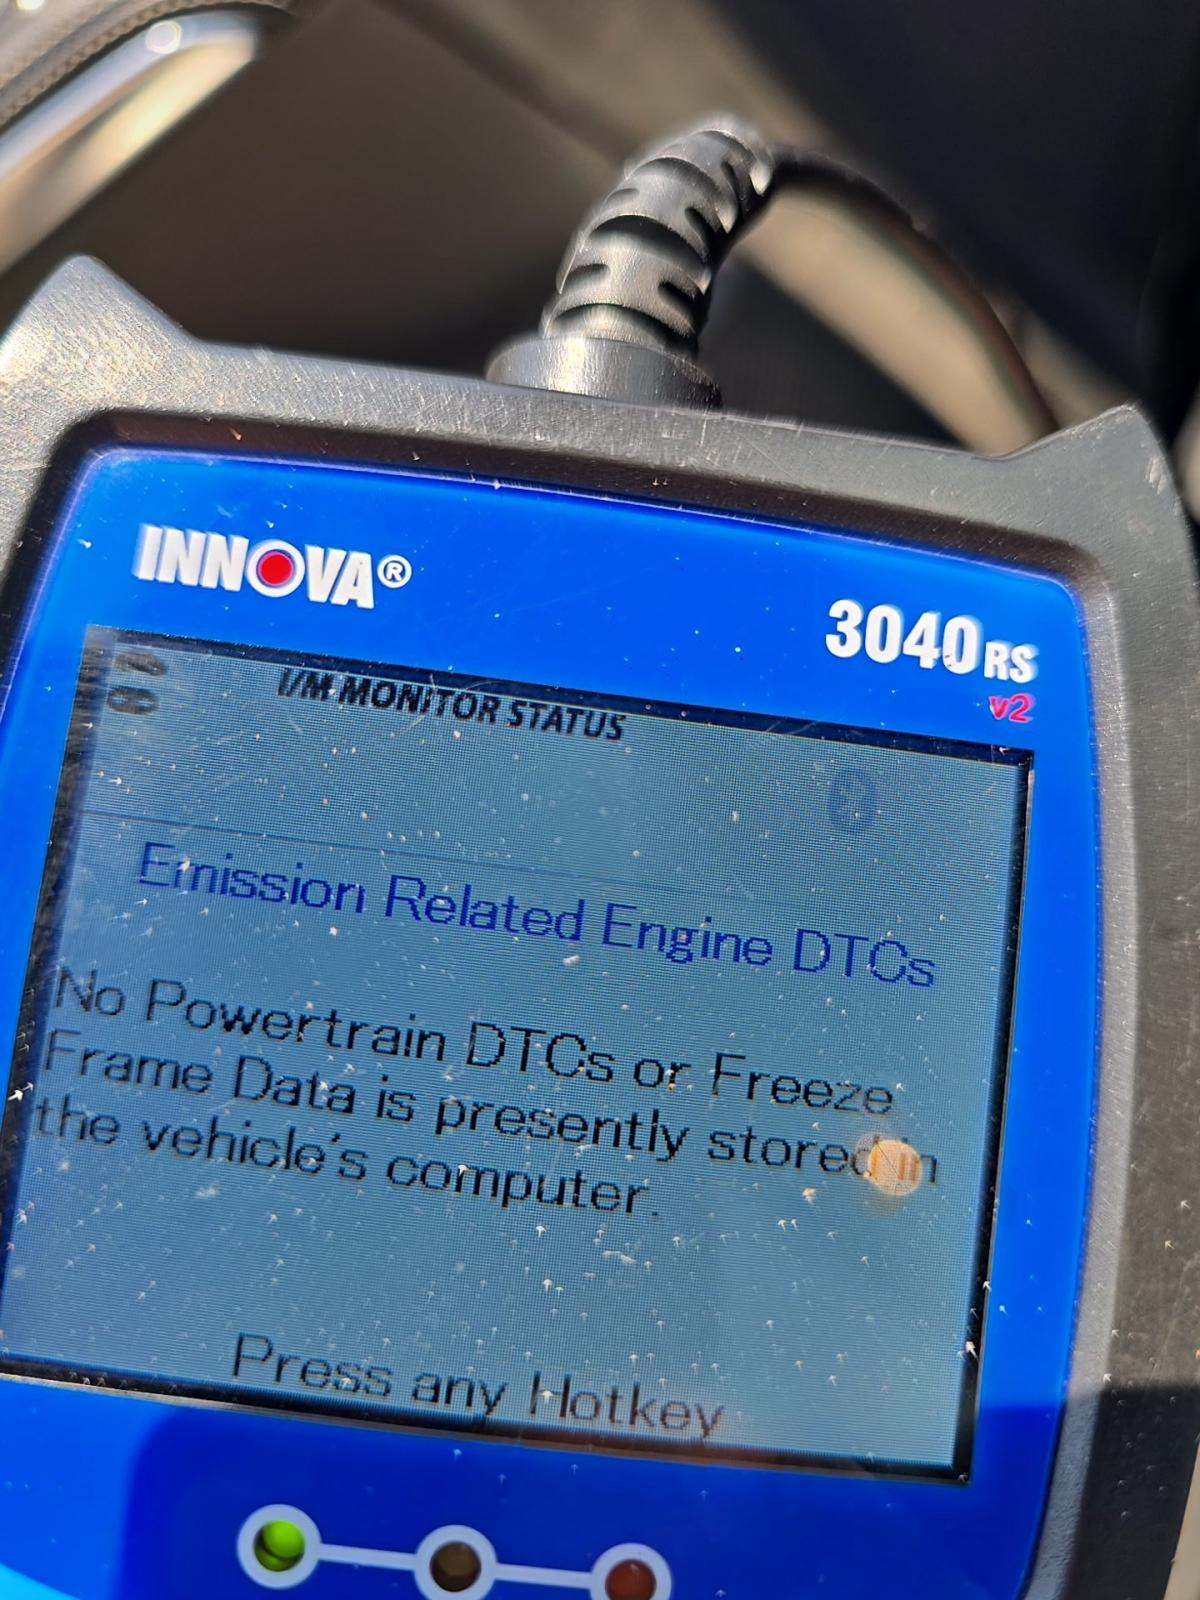 INNOVA®
3040RS
v2
I/M MONITOR STATUS
Emission Related Engine DTCs
No Powertrain DTCs or Freeze
Frame Data is presently stored in
the vehicle's computer.
Press any Hotkey